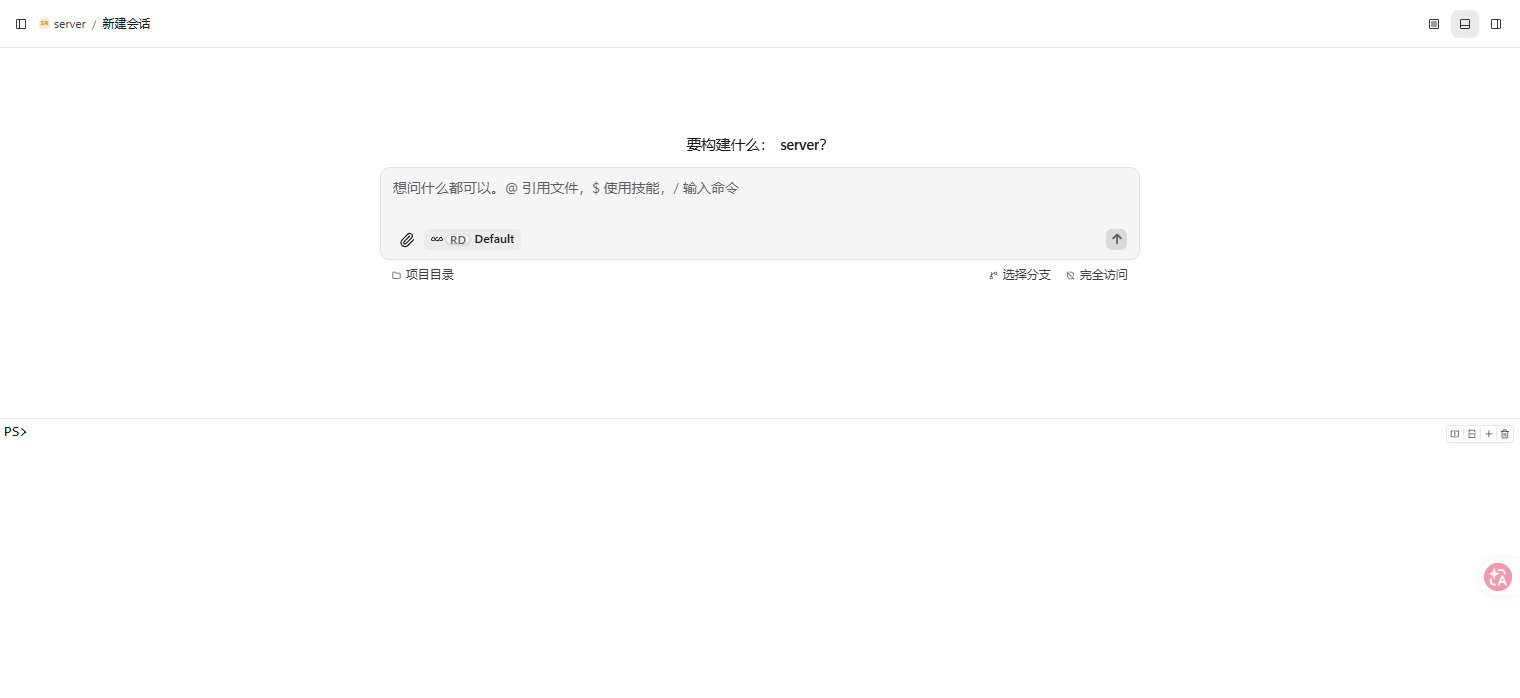 SR server / 新建会话
要构建什么： server?
想问什么都可以。@ 引用文件，$ 使用技能，/ 输入命令
RD Default
项目目录
选择分支 完全访问
PS>